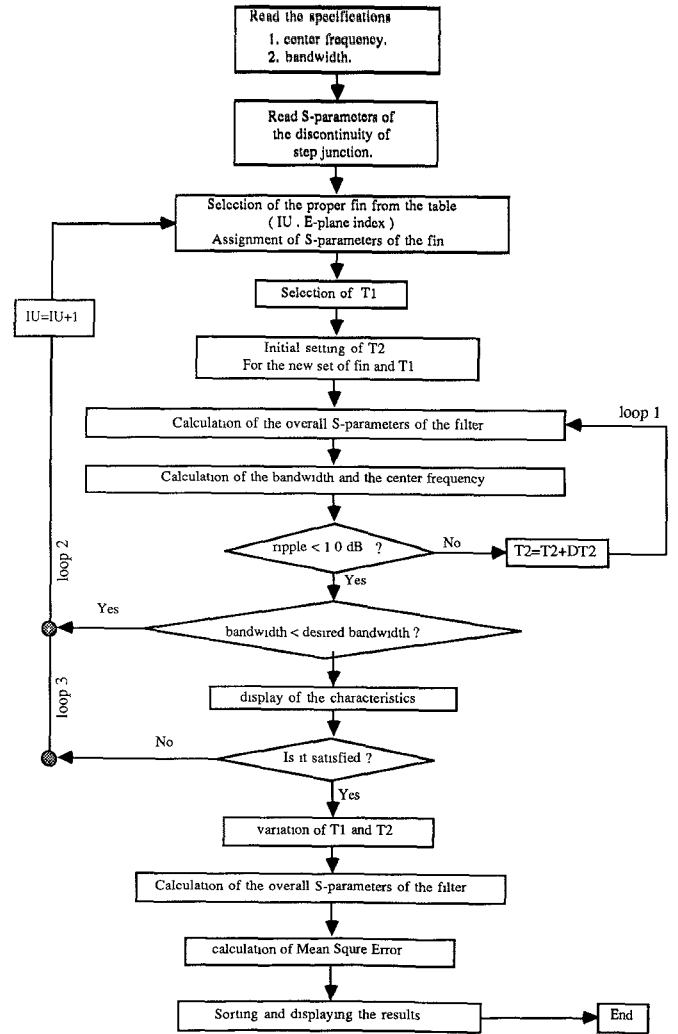 Read the specifications
1. center frequency.
2. bandwidth.
Read S-parameters of
the discontinuity of
step junction.
Selection of the proper fin from the table
( IU , E-plane index )
Assignment of S-parameters of the fin
IU=IU+1
Selection of T1
Initial setting of T2
For the new set of fin and T1
loop 1
Calculation of the overall S-parameters of the filter
Calculation of the bandwidth and the center frequency
ripple < 1 0 dB ?
No
T2=T2+DT2
Yes
loop 2
Yes
bandwidth < desired bandwidth ?
loop 3
display of the characteristics
No
Is it satisfied ?
Yes
variation of T1 and T2
Calculation of the overall S-parameters of the filter
calculation of Mean Squre Error
Sorting and displaying the results
End